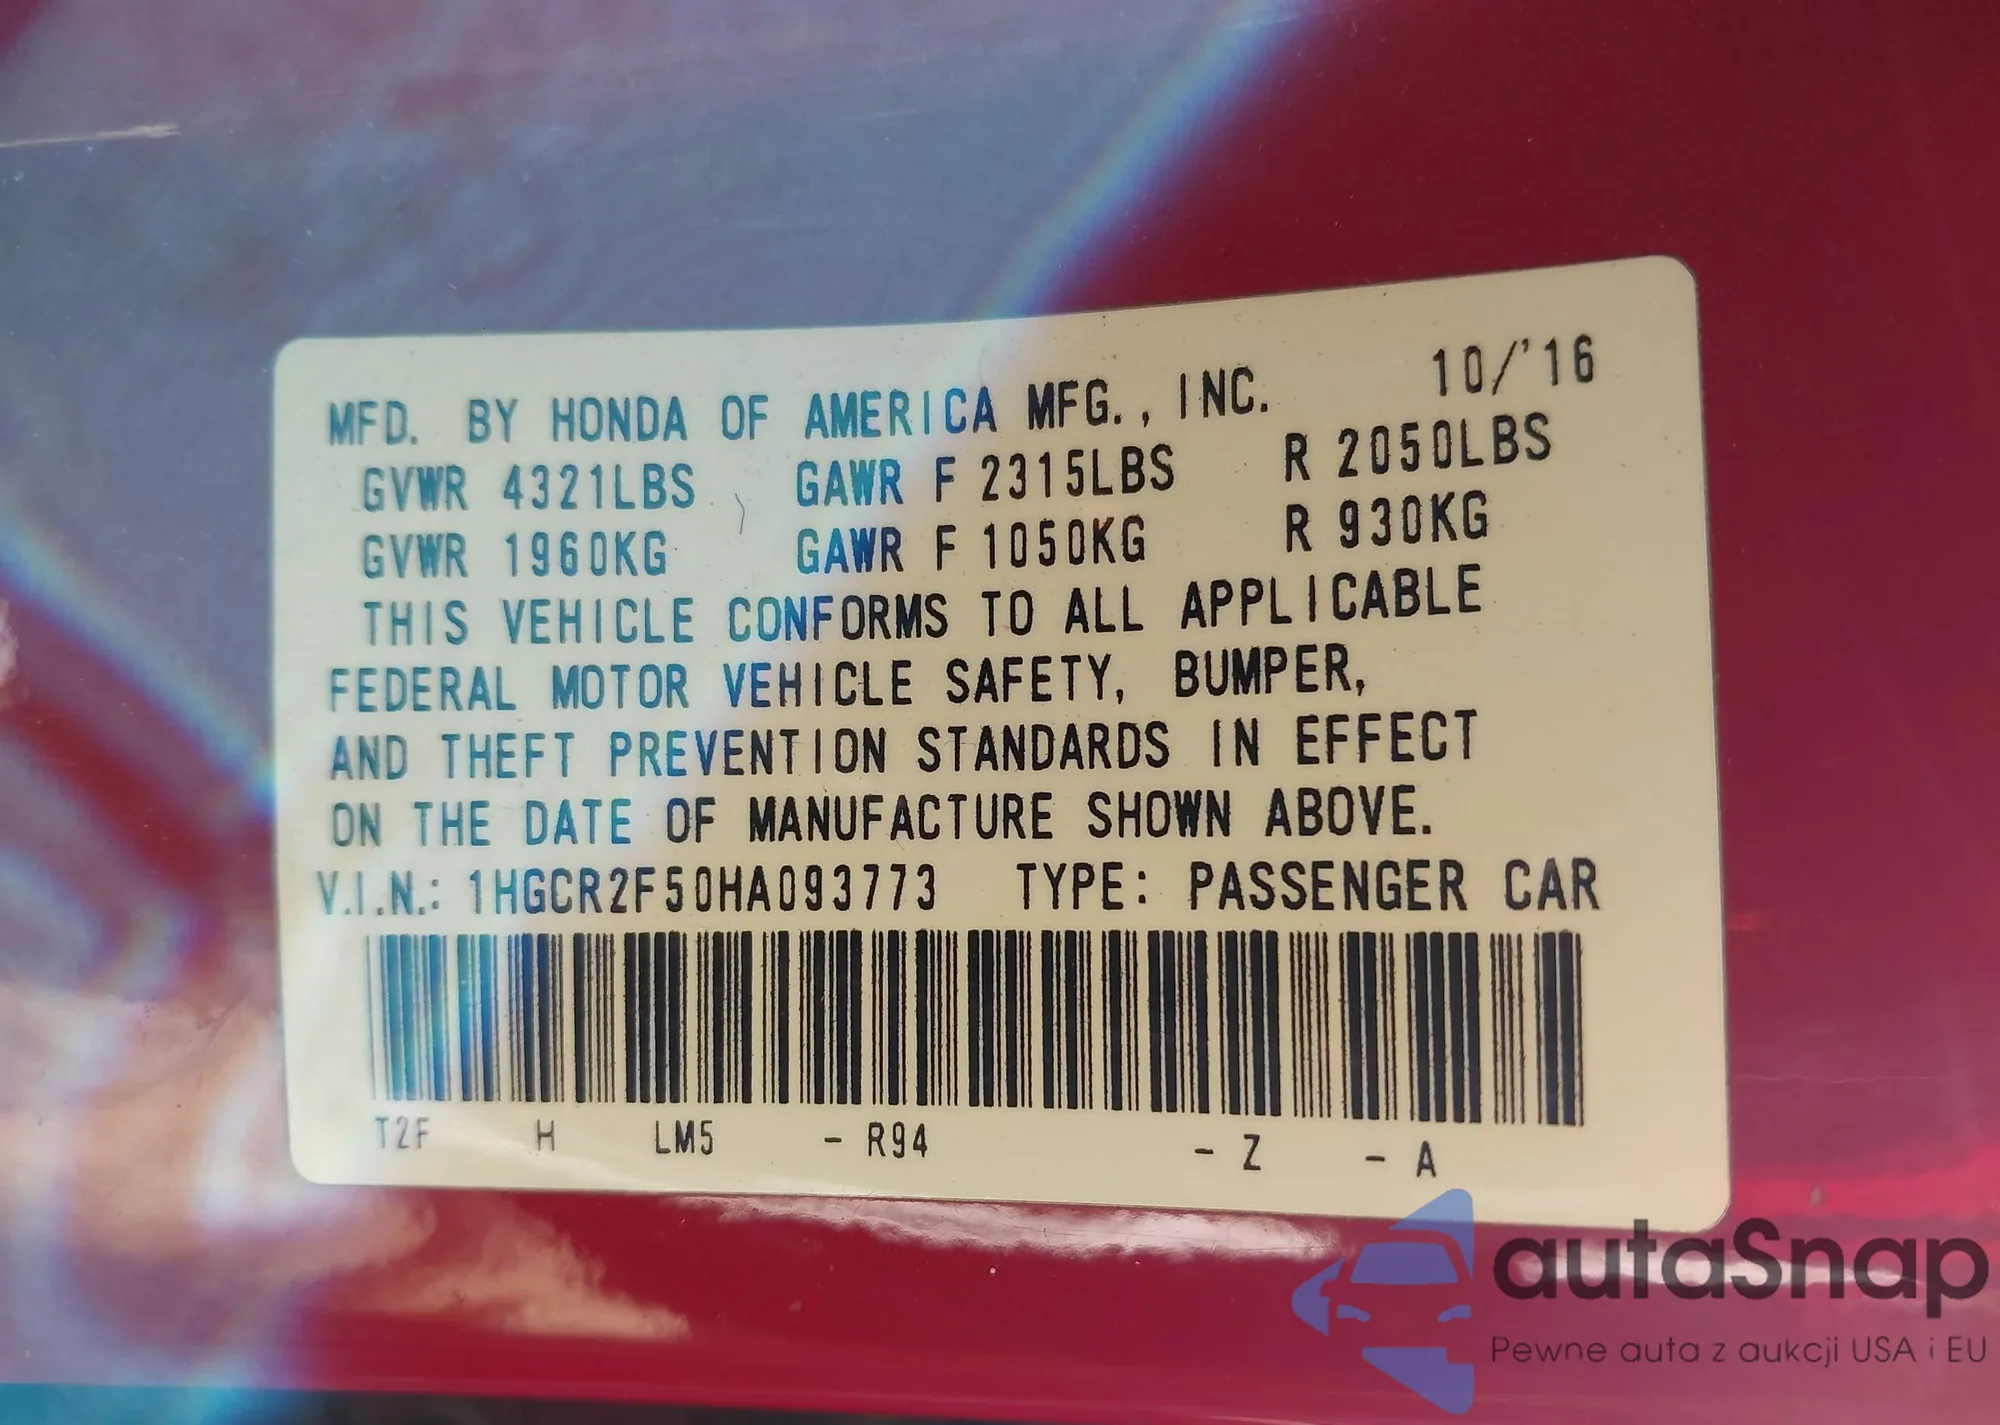 MFD. BY HONDA OF AMERICA MFG., INC. 10/'16
GVWR 4321LBS GAWR F 2315LBS R 2050LBS
GVWR 1960KG GAWR F 1050KG R 930KG
THIS VEHICLE CONFORMS TO ALL APPLICABLE
FEDERAL MOTOR VEHICLE SAFETY, BUMPER,
AND THEFT PREVENTION STANDARDS IN EFFECT
ON THE DATE OF MANUFACTURE SHOWN ABOVE.
V.I.N.: 1HGCR2F50HA093773 TYPE: PASSENGER CAR
T2F H LM5 - R94 - Z - A
autaSnap
Pewne auta z aukcji USA i EU